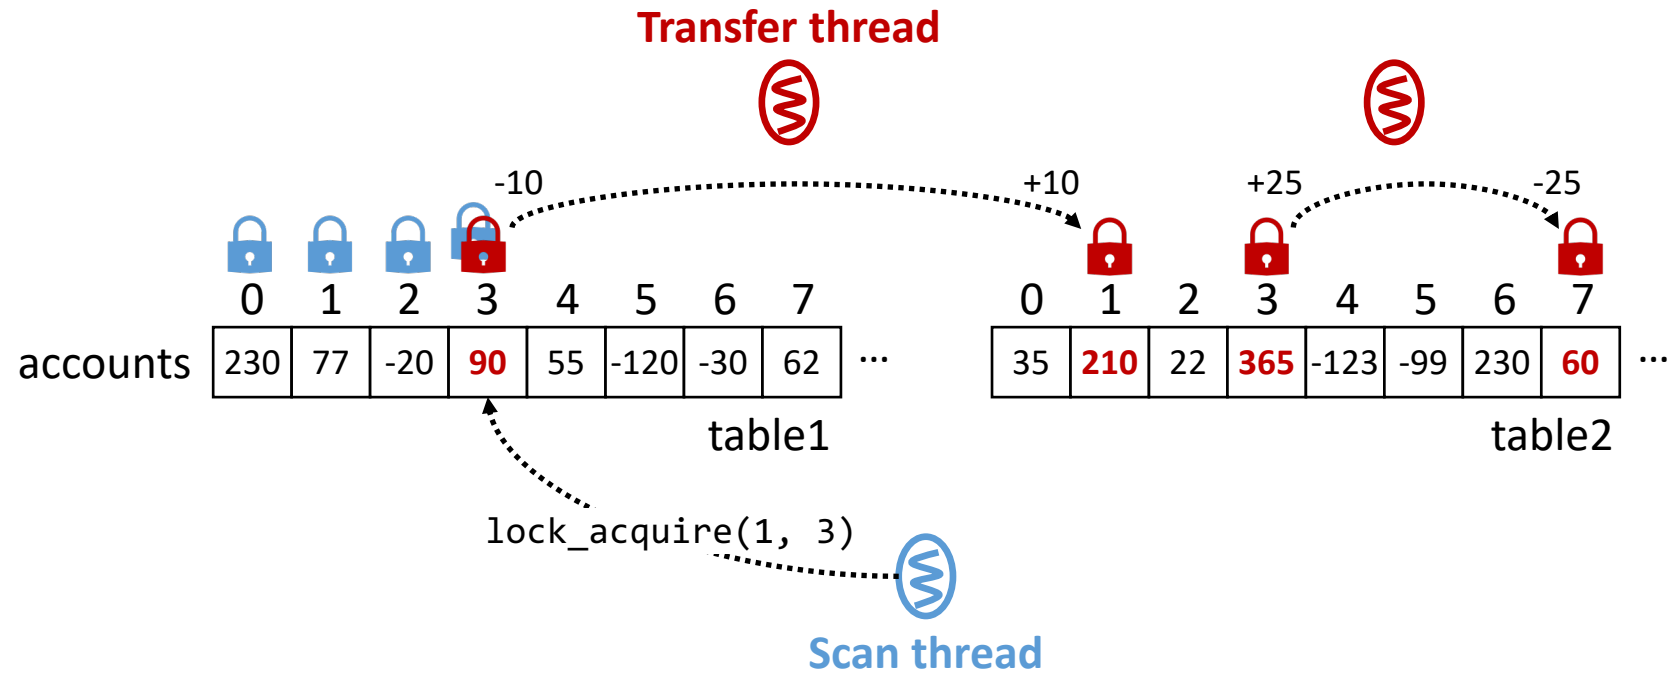 Transfer thread
-10 +10 +25 -25
0 1 2 3 4 5 6 7 0 1 2 3 4 5 6 7
accounts 230 77 -20 90 55 -120 -30 62 ... 35 210 22 365 -123 -99 230 60 ...
table1 table2
lock_acquire(1, 3)
Scan thread